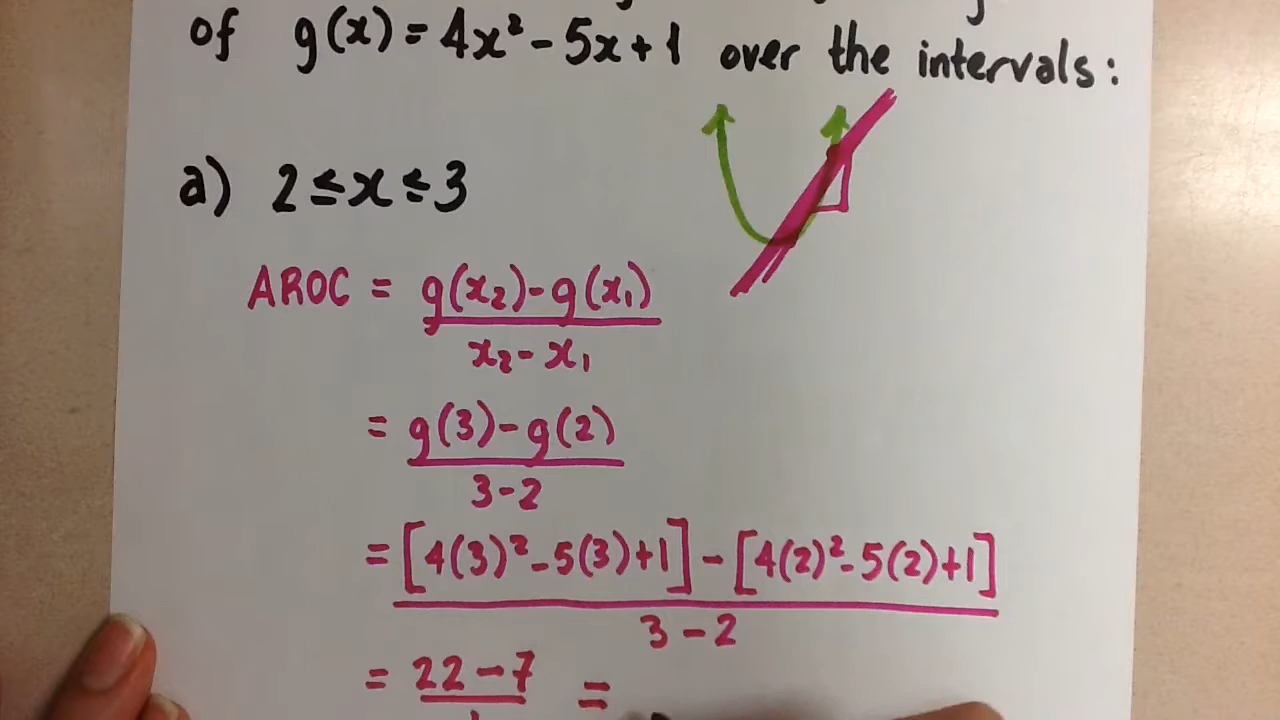 of g(x) = 4x² - 5x + 1 over the intervals:
a) 2 ≤ x ≤ 3
AROC = g(x₂) - g(x₁)
x₂ - x₁
= g(3) - g(2)
3 - 2
= [4(3)² - 5(3) + 1] - [4(2)² - 5(2) + 1]
3 - 2
= 22 - 7 =